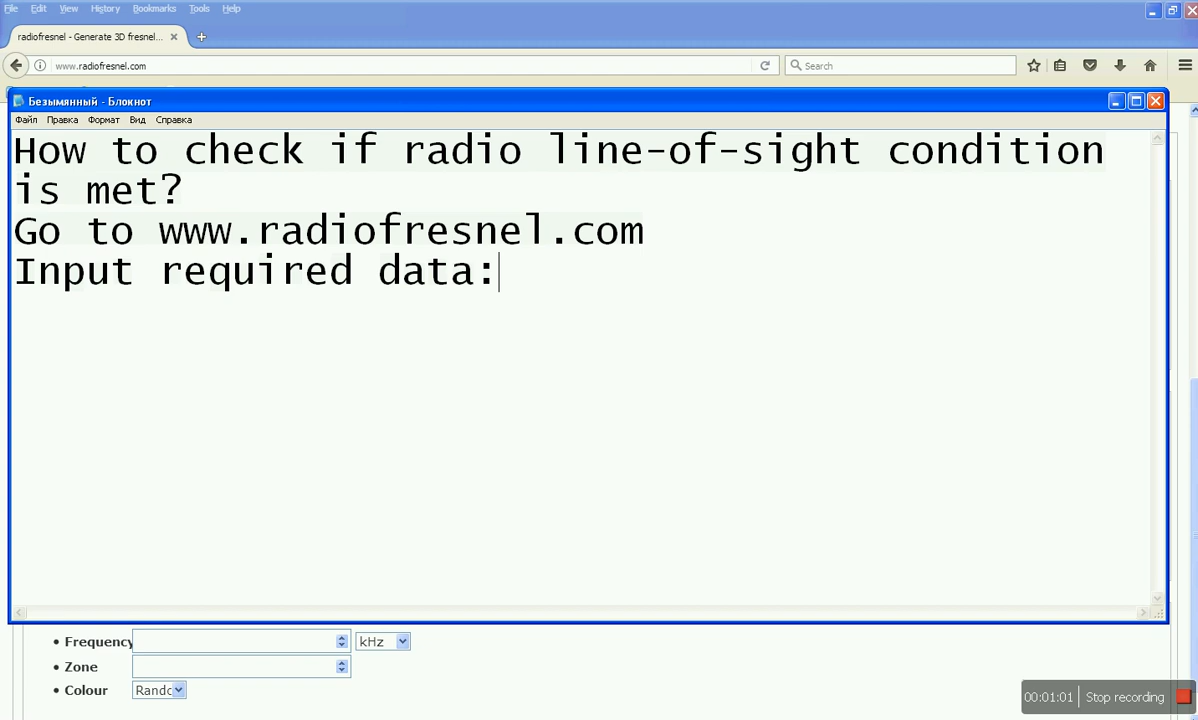 File Edit View History Bookmarks Tools Help
radiofresnel - Generate 3D fresnel...
www.radiofresnel.com
Search
Безымянный - Блокнот
Файл Правка Формат Вид Справка
How to check if radio line-of-sight condition
is met?
Go to www.radiofresnel.com
Input required data:
• Frequency kHz
• Zone
• Colour Rando
00:01:01 Stop recording